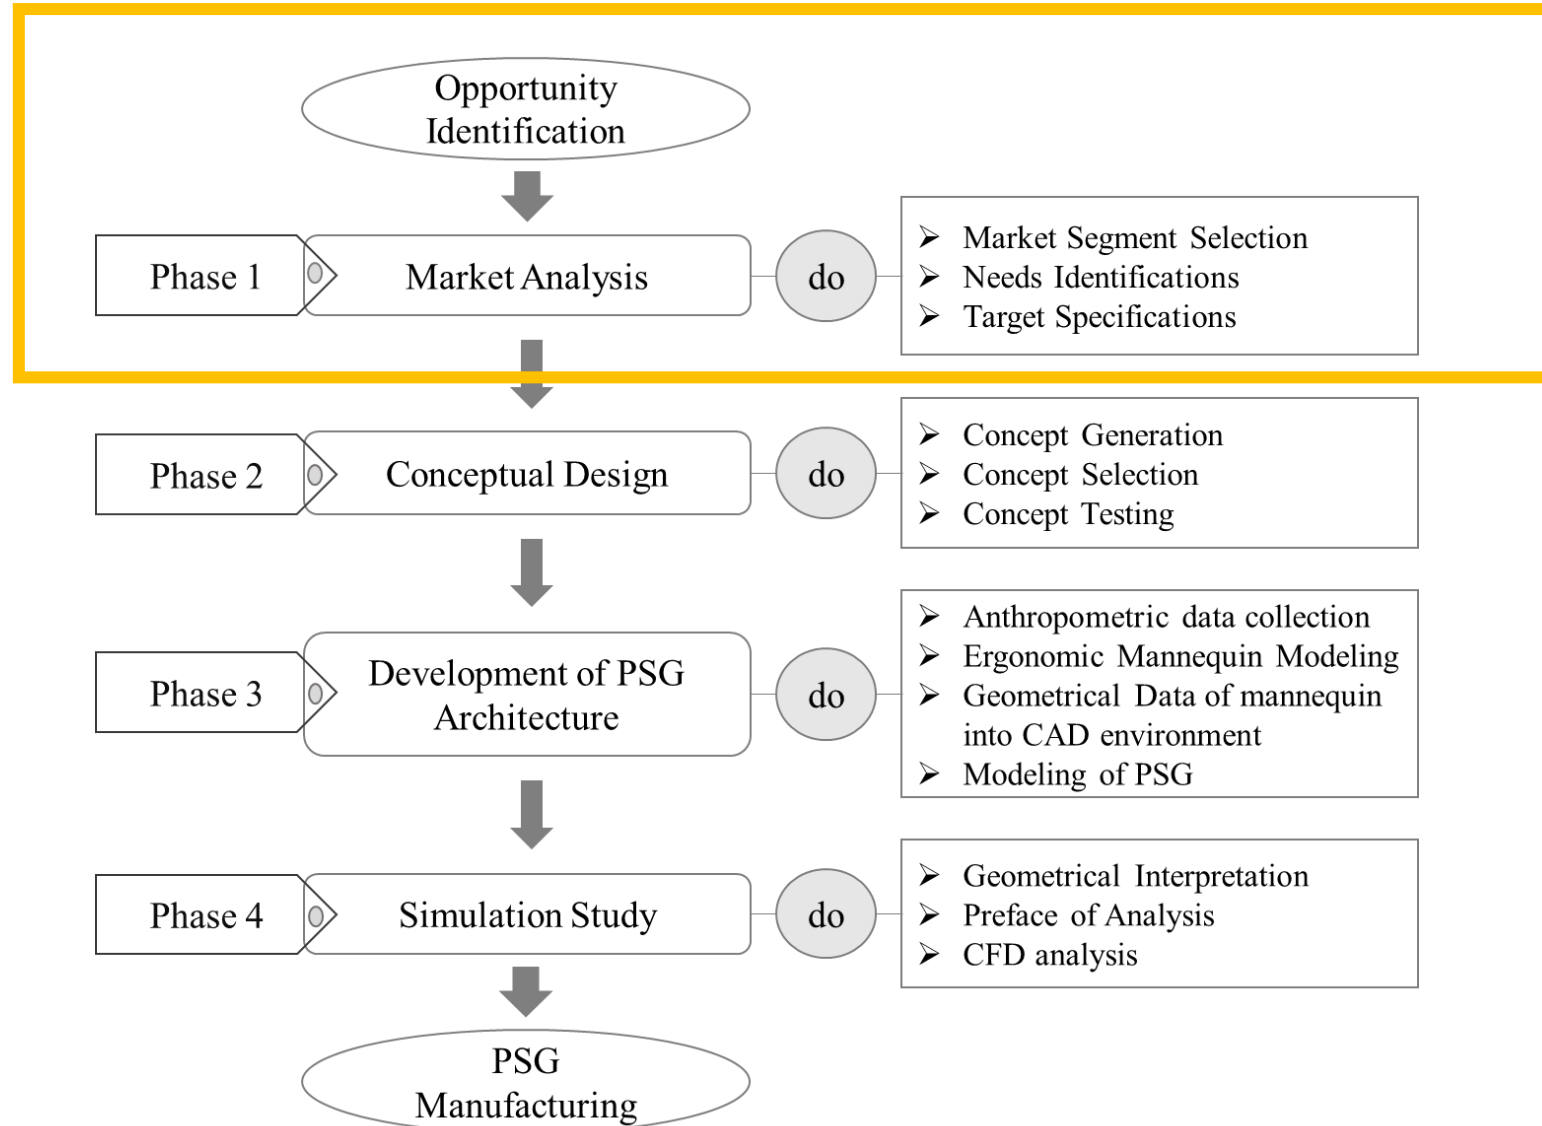 Opportunity
Identification
Phase 1
Market Analysis
do
➢ Market Segment Selection
➢ Needs Identifications
➢ Target Specifications
Phase 2
Conceptual Design
do
➢ Concept Generation
➢ Concept Selection
➢ Concept Testing
Phase 3
Development of PSG
Architecture
do
➢ Anthropometric data collection
➢ Ergonomic Mannequin Modeling
➢ Geometrical Data of mannequin
into CAD environment
➢ Modeling of PSG
Phase 4
Simulation Study
do
➢ Geometrical Interpretation
➢ Preface of Analysis
➢ CFD analysis
PSG
Manufacturing